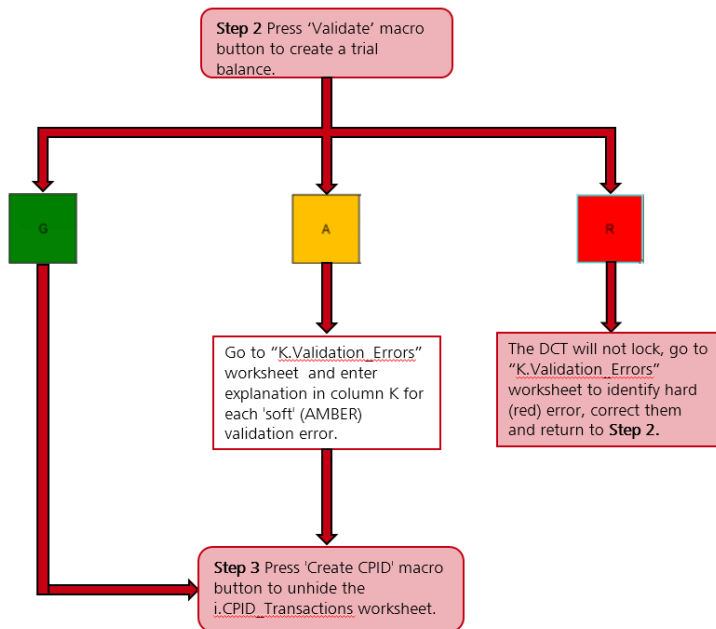 Step 2 Press ‘Validate’ macro
button to create a trial
balance.
G
A
R
Go to “K.Validation_Errors”
worksheet and enter
explanation in column K for
each 'soft' (AMBER)
validation error.
The DCT will not lock, go to
“K.Validation_Errors”
worksheet to identify hard
(red) error, correct them
and return to Step 2.
Step 3 Press 'Create CPID' macro
button to unhide the
i.CPID_Transactions worksheet.